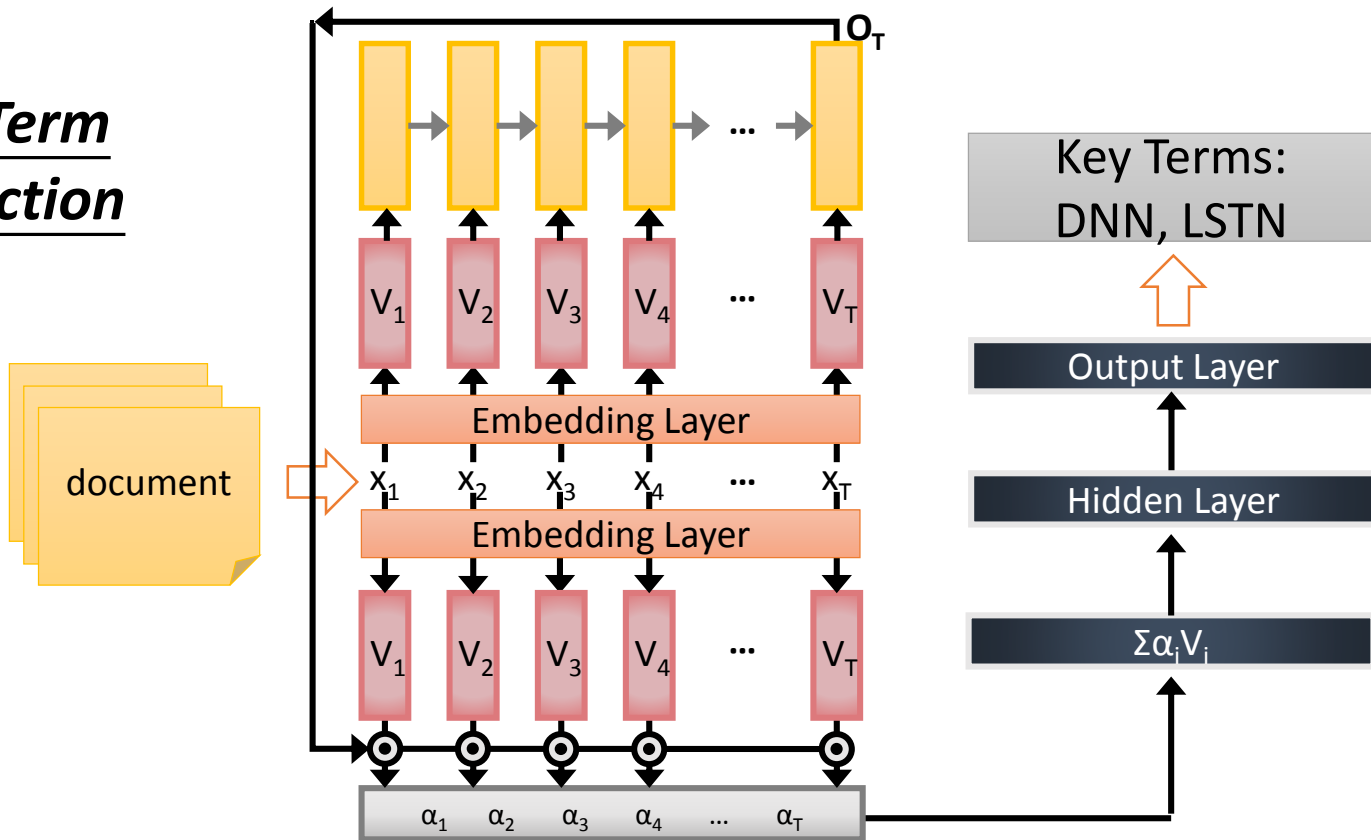 Term
ction
O_T
...
V_1 V_2 V_3 V_4 ... V_T
Embedding Layer
document
x_1 x_2 x_3 x_4 ... x_T
Embedding Layer
V_1 V_2 V_3 V_4 ... V_T
α_1 α_2 α_3 α_4 ... α_T
Key Terms:
DNN, LSTN
Output Layer
Hidden Layer
Σα_iV_i